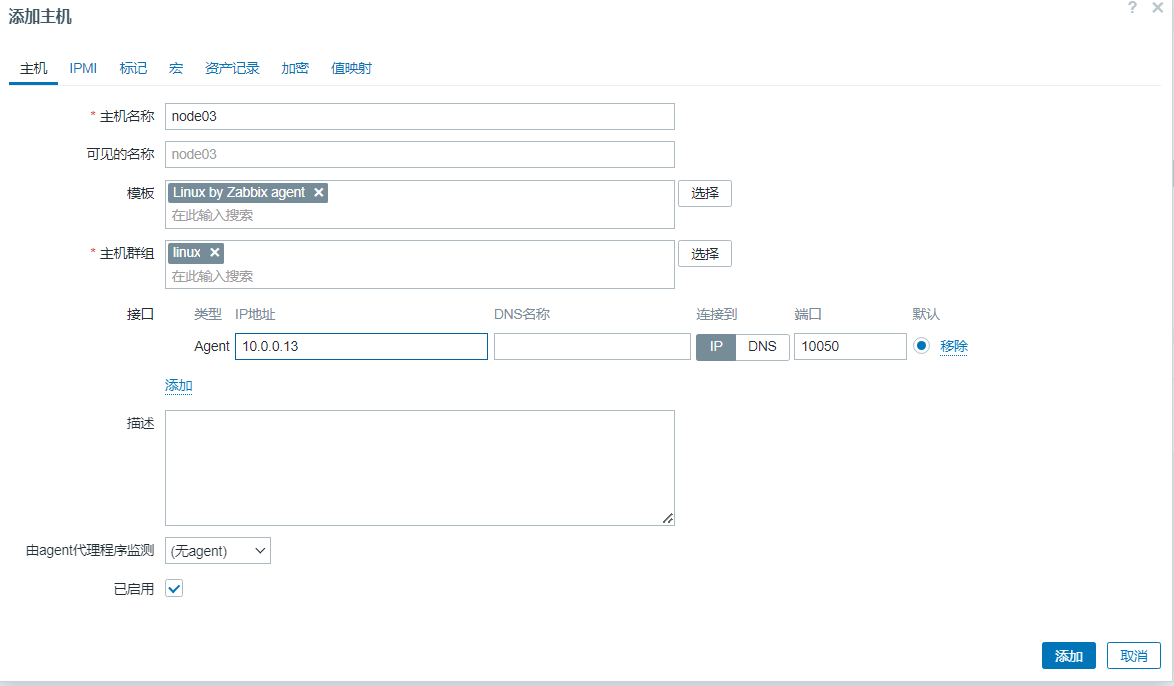 添加主机 ? ×
主机 IPMI 标记 宏 资产记录 加密 值映射
* 主机名称 node03
可见的名称 node03
模板 Linux by Zabbix agent × 选择
在此输入搜索
* 主机群组 linux × 选择
在此输入搜索
接口 类型 IP地址 DNS名称 连接到 端口 默认
Agent 10.0.0.13 IP DNS 10050 移除
添加
描述
由agent代理程序监测 (无agent)
已启用
添加 取消